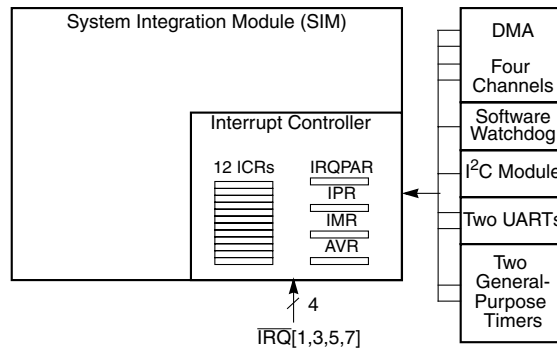 System Integration Module (SIM)
Interrupt Controller
12 ICRs
IRQPAR
IPR
IMR
AVR
4
IRQ[1,3,5,7]
DMA
Four
Channels
Software
Watchdog
I²C Module
Two UARTs
Two
General-
Purpose
Timers